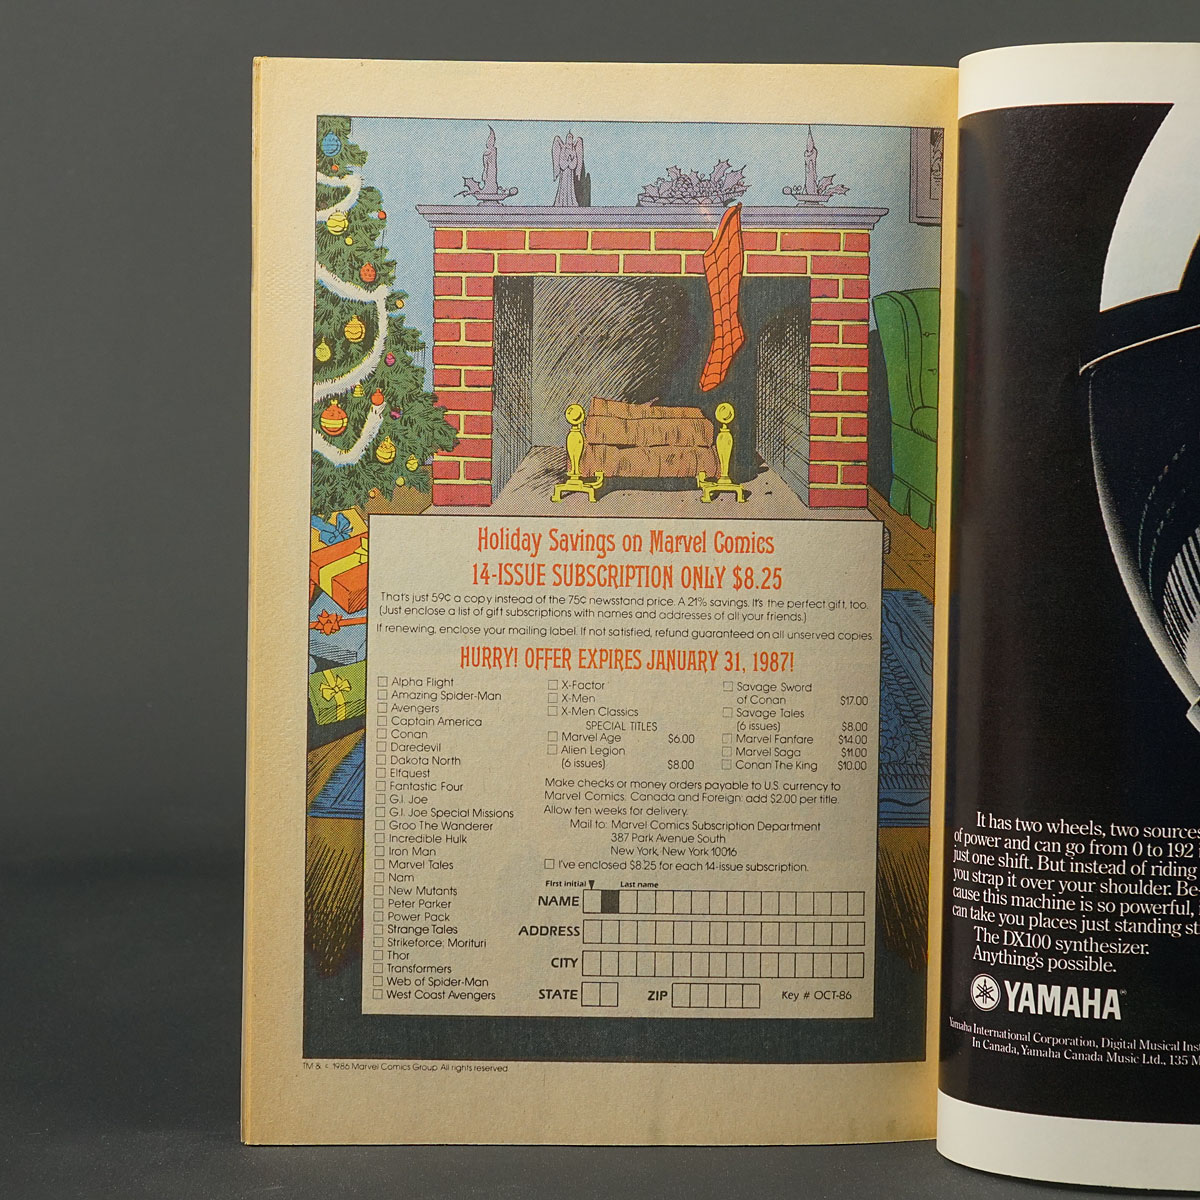 Holiday Savings on Marvel Comics
14-ISSUE SUBSCRIPTION ONLY $8.25
That's just 59¢ a copy instead of the 75¢ newsstand price. A 21% savings. It's the perfect gift, too.
(Just enclose a list of gift subscriptions with names and addresses of all your friends.)
If renewing, enclose your mailing label. If not satisfied, refund guaranteed on all unserved copies
HURRY! OFFER EXPIRES JANUARY 31, 1987!
Alpha Flight
Amazing Spider-Man
Avengers
Captain America
Conan
Daredevil
Dakota North
Elfquest
Fantastic Four
G.I. Joe
G.I. Joe Special Missions
Groo The Wanderer
Incredible Hulk
Iron Man
Marvel Tales
Nam
New Mutants
Peter Parker
Power Pack
Strange Tales
Strikeforce: Morituri
Thor
Transformers
Web of Spider-Man
West Coast Avengers
X-Factor
X-Men
X-Men Classics
SPECIAL TITLES
Marvel Age $6.00
Alien Legion
(6 issues) $8.00
Savage Sword
of Conan $17.00
Savage Tales
(6 issues) $8.00
Marvel Fanfare $14.00
Marvel Saga $11.00
Conan The King $10.00
Make checks or money orders payable to U.S. currency to
Marvel Comics. Canada and Foreign: add $2.00 per title.
Allow ten weeks for delivery.
Mail to: Marvel Comics Subscription Department
387 Park Avenue South
New York, New York 10016
I've enclosed $8.25 for each 14-issue subscription.
First initial Last name
NAME
ADDRESS
CITY
STATE ZIP Key # OCT-86
TM & © 1986 Marvel Comics Group All rights reserved
It has two wheels, two sources
of power and can go from 0 to 192 i
just one shift. But instead of riding
you strap it over your shoulder. Be-
cause this machine is so powerful, i
can take you places just standing sti
The DX100 synthesizer.
Anything's possible.
YAMAHA®
Yamaha International Corporation, Digital Musical Inst
In Canada, Yamaha Canada Music Ltd., 135 M